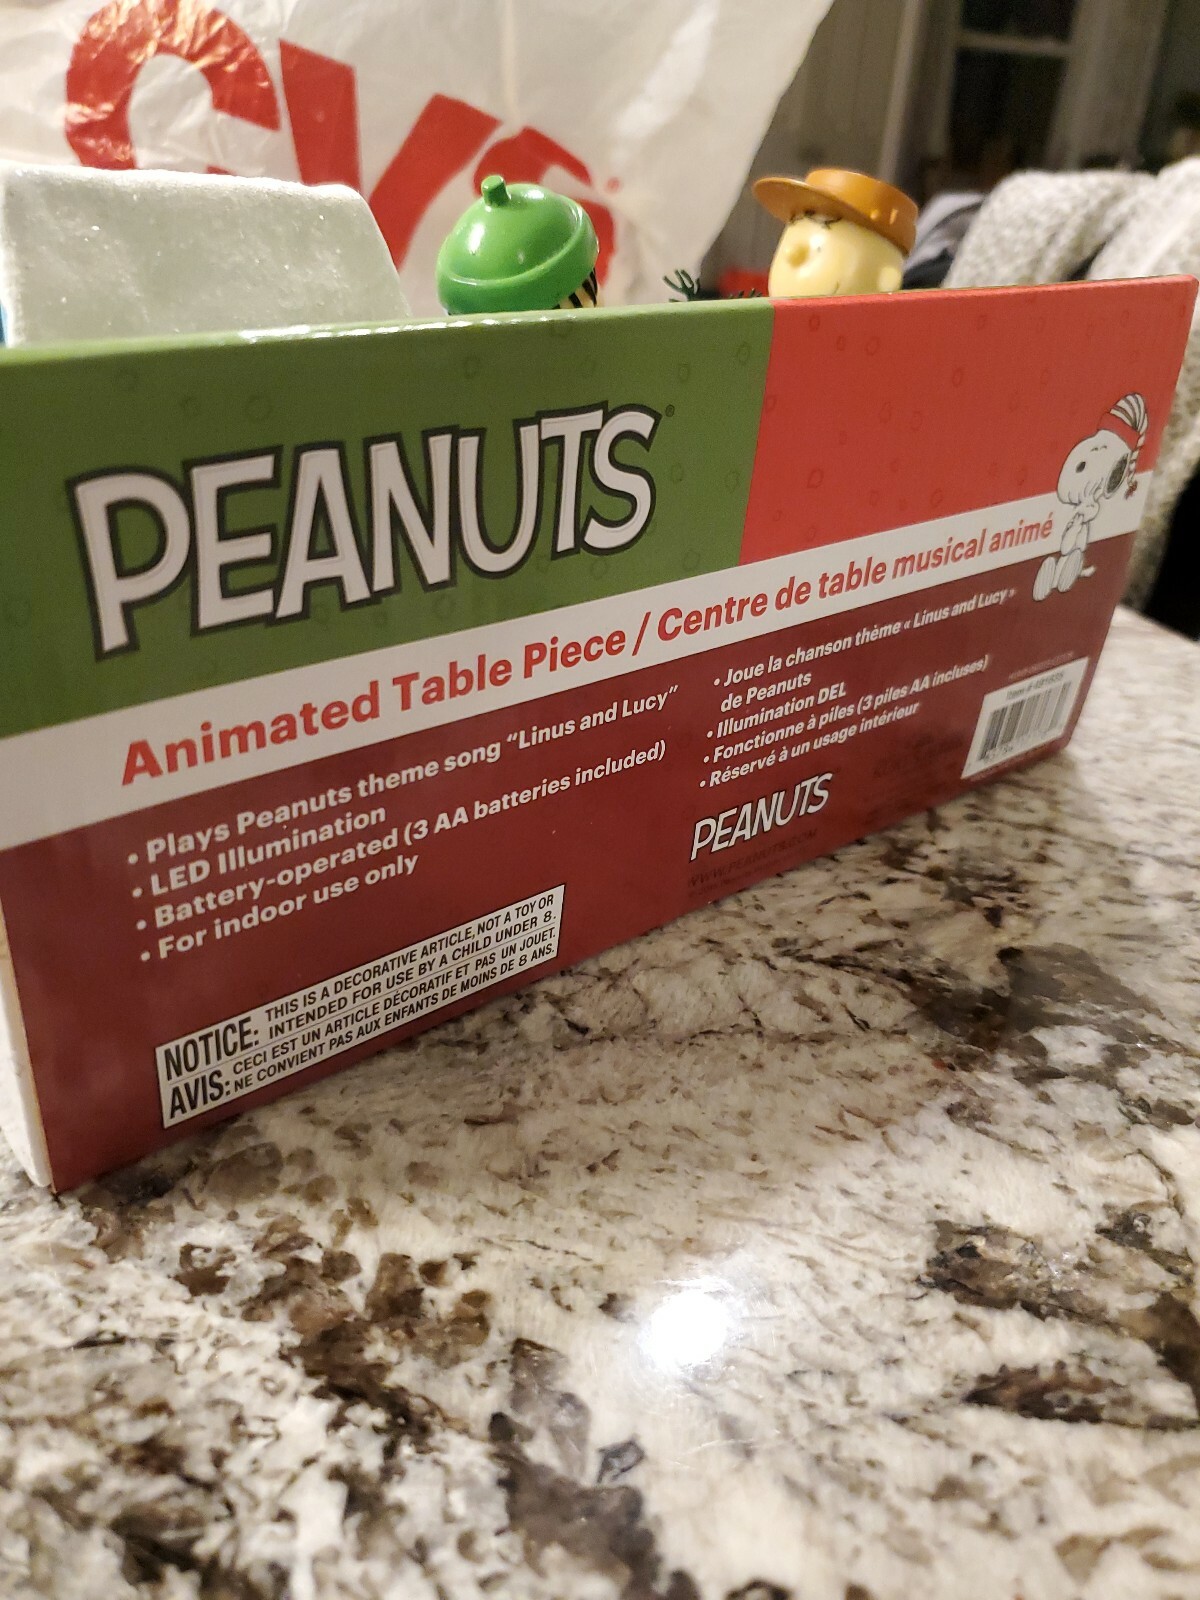 CVS
PEANUTS®
Animated Table Piece / Centre de table musical animé
• Plays Peanuts theme song "Linus and Lucy"
• LED Illumination
• Battery-operated (3 AA batteries included)
• For indoor use only
• Joue la chanson thème « Linus and Lucy »
de Peanuts
• Illumination DEL
• Fonctionne à piles (3 piles AA incluses)
• Réservé à un usage intérieur
PEANUTS
WWW.PEANUTS.COM
NOTICE: THIS IS A DECORATIVE ARTICLE, NOT A TOY OR
INTENDED FOR USE BY A CHILD UNDER 8.
AVIS: CECI EST UN ARTICLE DÉCORATIF ET PAS UN JOUET.
NE CONVIENT PAS AUX ENFANTS DE MOINS DE 8 ANS.